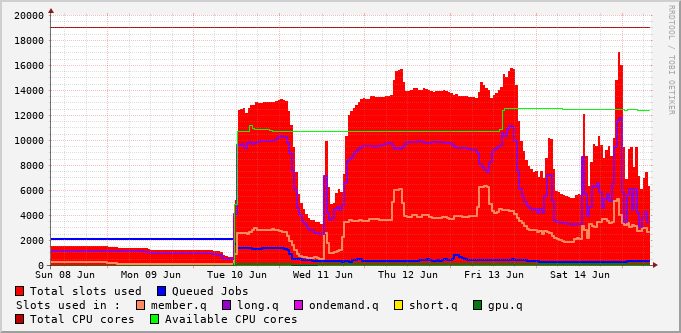 20000
18000
16000
14000
12000
10000
8000
6000
4000
2000
0
Sun 08 Jun Mon 09 Jun Tue 10 Jun Wed 11 Jun Thu 12 Jun Fri 13 Jun Sat 14 Jun
RRDTOOL / TOBI OETIKER
Total slots used Queued Jobs
Slots used in : member.q long.q ondemand.q short.q gpu.q
Total CPU cores Available CPU cores